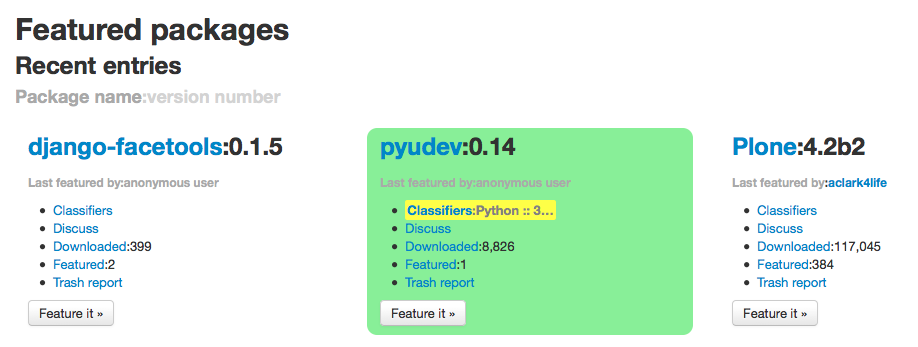 Featured packages
Recent entries
Package name:version number
django-facetools:0.1.5
Last featured by:anonymous user
Classifiers
Discuss
Downloaded:399
Featured:2
Trash report
Feature it »
pyudev:0.14
Last featured by:anonymous user
Classifiers:Python :: 3...
Discuss
Downloaded:8,826
Featured:1
Trash report
Feature it »
Plone:4.2b2
Last featured by:aclark4life
Classifiers
Discuss
Downloaded:117,045
Featured:384
Trash report
Feature it »